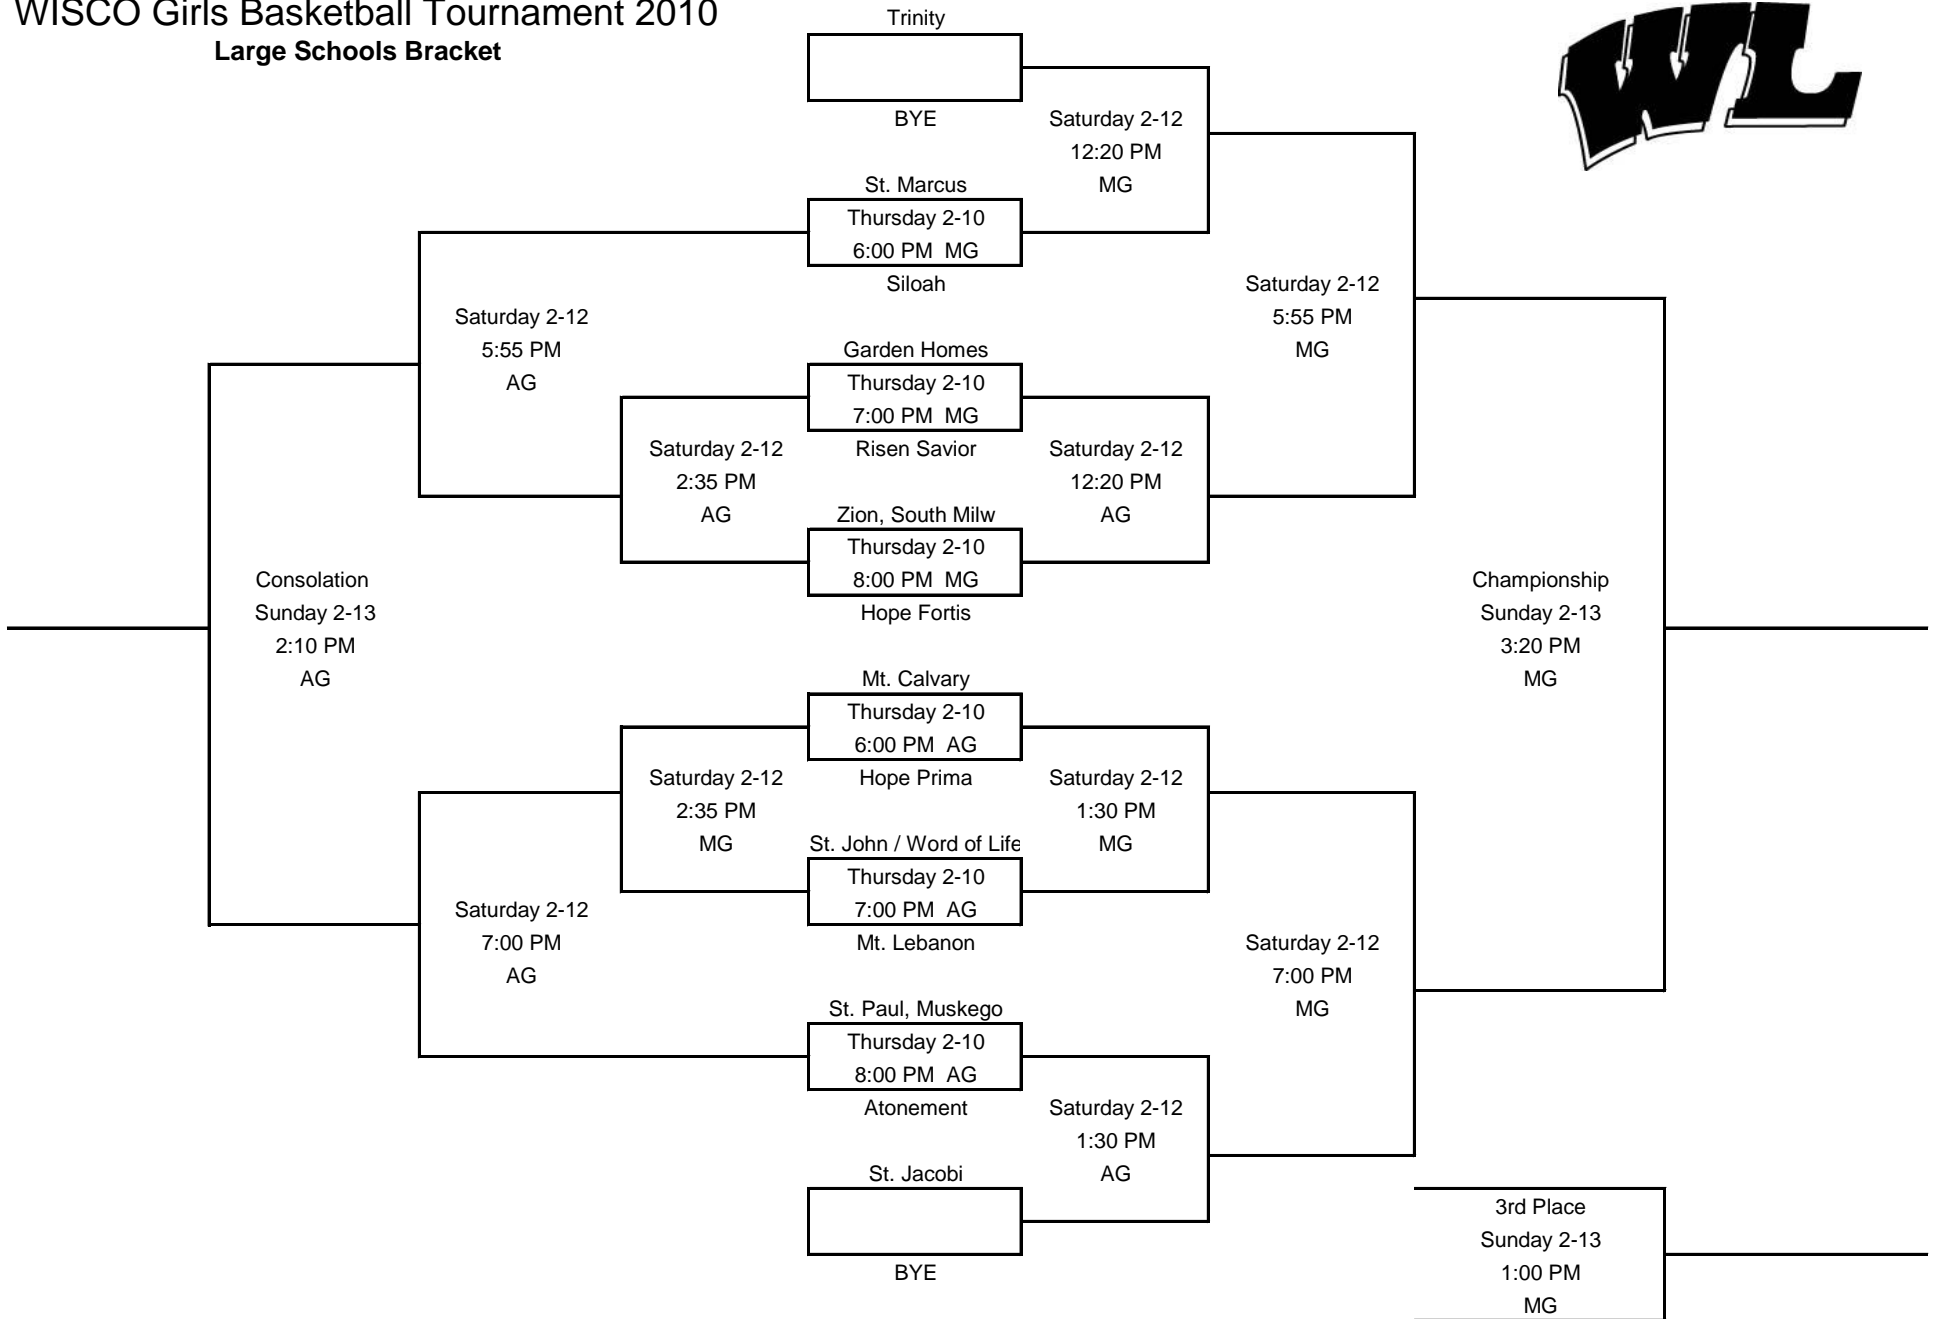 WISCO Girls Basketball Tournament 2010
Large Schools Bracket
WL
Trinity
BYE
Saturday 2-12
12:20 PM
MG
St. Marcus
Thursday 2-10
6:00 PM MG
Siloah
Saturday 2-12
5:55 PM
AG
Saturday 2-12
5:55 PM
MG
Garden Homes
Thursday 2-10
7:00 PM MG
Risen Savior
Saturday 2-12
2:35 PM
AG
Saturday 2-12
12:20 PM
AG
Zion, South Milw
Thursday 2-10
8:00 PM MG
Hope Fortis
Consolation
Sunday 2-13
2:10 PM
AG
Championship
Sunday 2-13
3:20 PM
MG
Mt. Calvary
Thursday 2-10
6:00 PM AG
Hope Prima
Saturday 2-12
2:35 PM
MG
Saturday 2-12
1:30 PM
MG
St. John / Word of Life
Thursday 2-10
7:00 PM AG
Mt. Lebanon
Saturday 2-12
7:00 PM
AG
Saturday 2-12
7:00 PM
MG
St. Paul, Muskego
Thursday 2-10
8:00 PM AG
Atonement
Saturday 2-12
1:30 PM
AG
St. Jacobi
BYE
3rd Place
Sunday 2-13
1:00 PM
MG